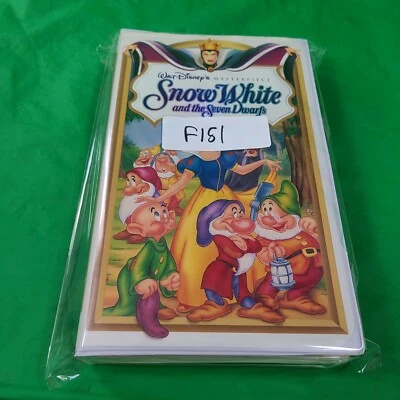 Walt Disney's MASTERPIECE
Snow White
and the Seven Dwarfs
F151